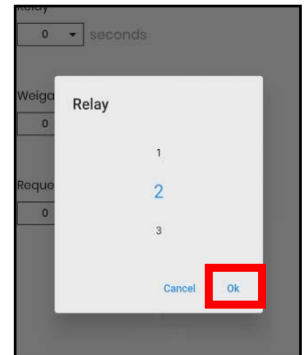 Relay
0 seconds
Weiga
0
Reque
0
Relay
1
2
3
Cancel Ok